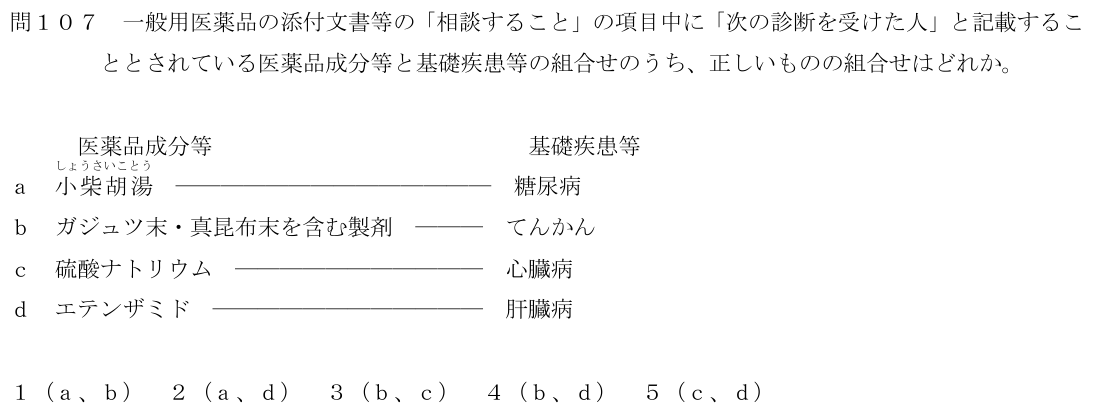 問１０７　一般用医薬品の添付文書等の「相談すること」の項目中に「次の診断を受けた人」と記載するこ
ととされている医薬品成分等と基礎疾患等の組合せのうち、正しいものの組合せはどれか。
医薬品成分等　基礎疾患等
しょうさいことう
a　小柴胡湯　――――――――――――――　糖尿病
b　ガジュツ末・真昆布末を含む製剤　―――　てんかん
c　硫酸ナトリウム　―――――――――――　心臓病
d　エテンザミド　――――――――――――　肝臓病
１（a、b）　２（a、d）　３（b、c）　４（b、d）　５（c、d）